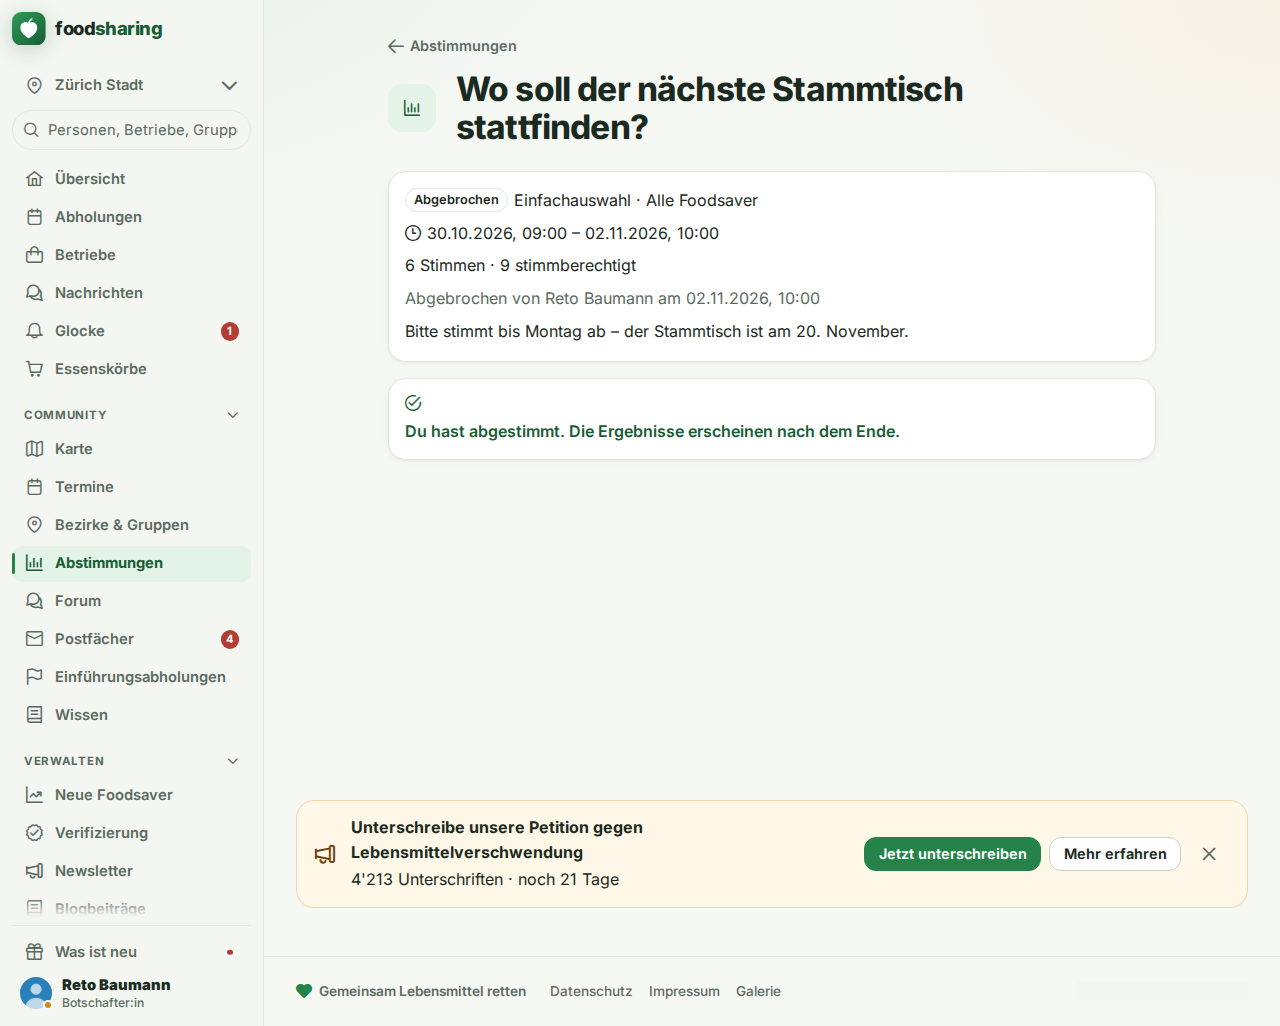 foodsharing
Zürich Stadt
Personen, Betriebe, Grupp
Übersicht
Abholungen
Betriebe
Nachrichten
Glocke 1
Essenskörbe
COMMUNITY
Karte
Termine
Bezirke & Gruppen
Abstimmungen
Forum
Postfächer 4
Einführungsabholungen
Wissen
VERWALTEN
Neue Foodsaver
Verifizierung
Newsletter
Blogbeiträge
Was ist neu
Reto Baumann
Botschafter:in
Abstimmungen
Wo soll der nächste Stammtisch
stattfinden?
Abgebrochen Einfachauswahl · Alle Foodsaver
30.10.2026, 09:00 – 02.11.2026, 10:00
6 Stimmen · 9 stimmberechtigt
Abgebrochen von Reto Baumann am 02.11.2026, 10:00
Bitte stimmt bis Montag ab – der Stammtisch ist am 20. November.
Du hast abgestimmt. Die Ergebnisse erscheinen nach dem Ende.
Unterschreibe unsere Petition gegen
Lebensmittelverschwendung
4'213 Unterschriften · noch 21 Tage
Jetzt unterschreiben
Mehr erfahren
Gemeinsam Lebensmittel retten Datenschutz Impressum Galerie